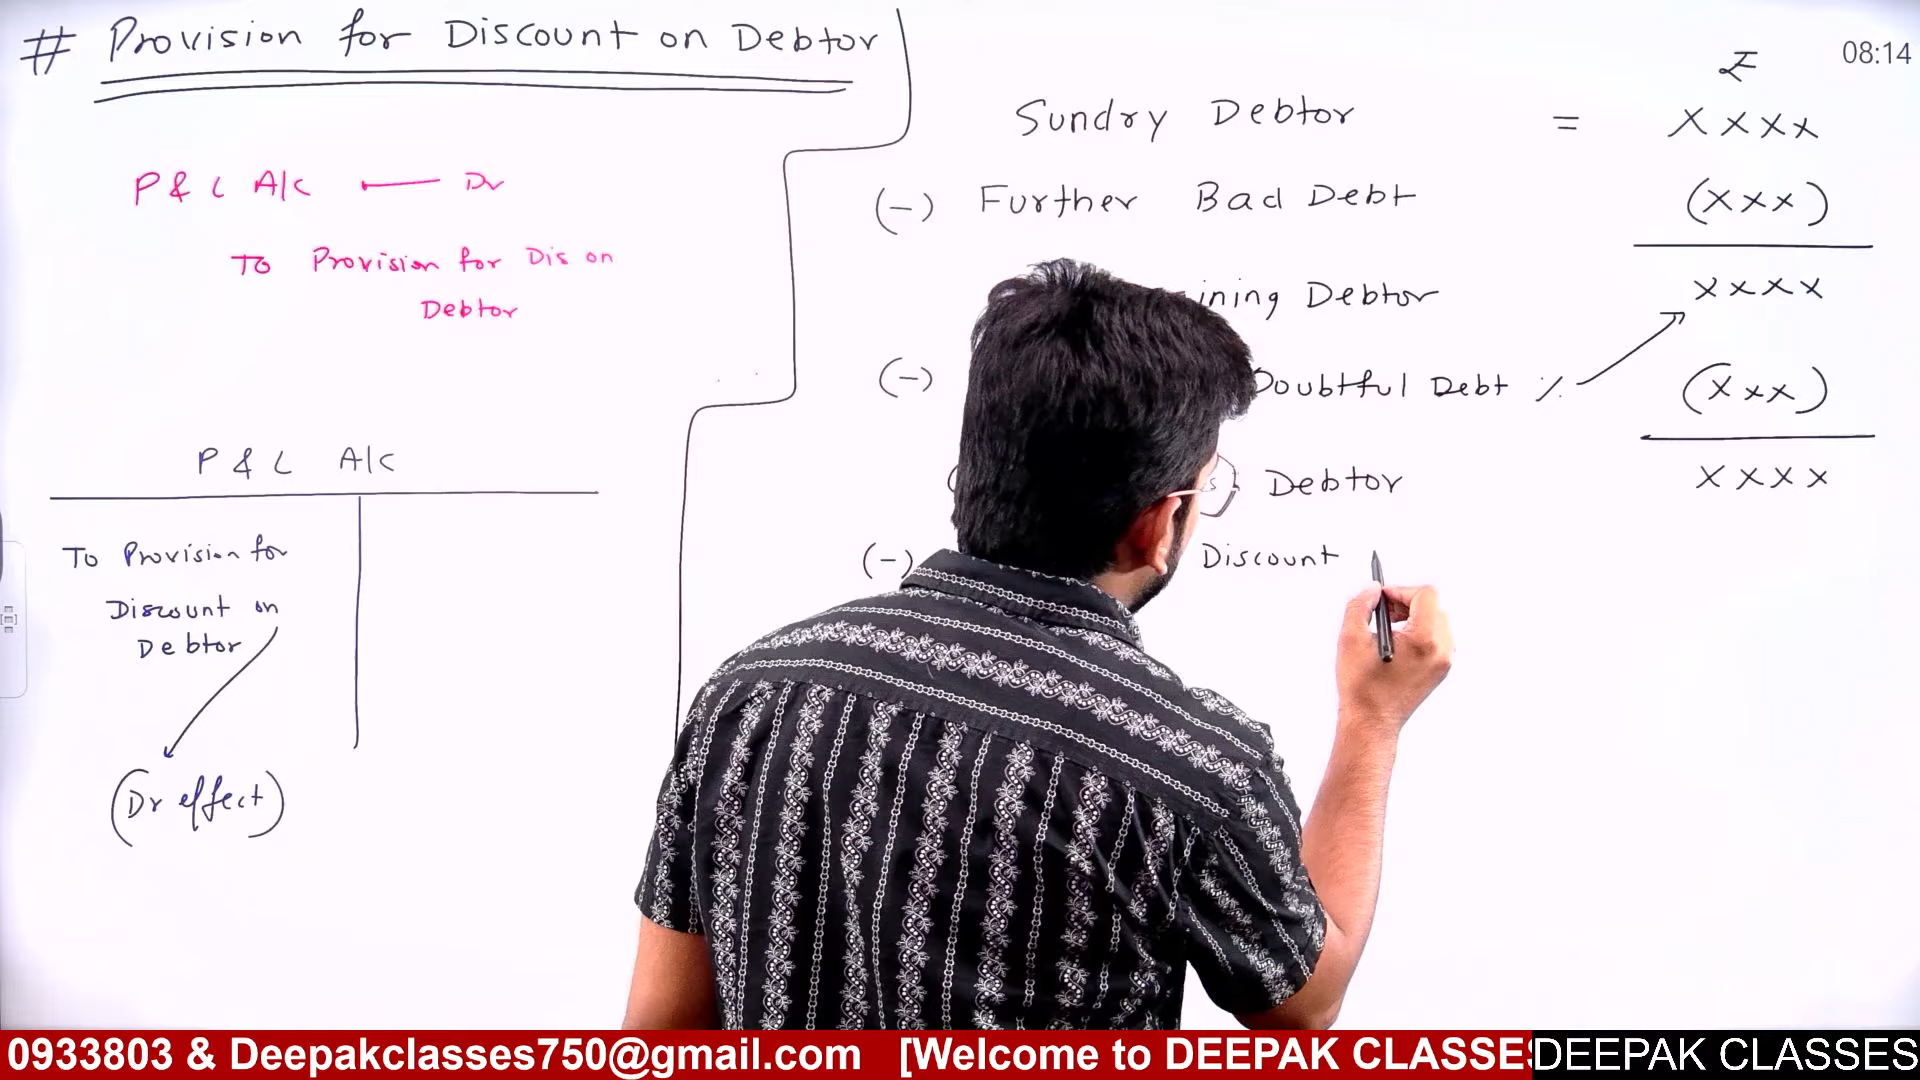 # Provision for Discount on Debtor
P & L A/c — Dr
To Provision for Dis on
Debtor
P & L A/c
To Provision for
Discount on
Debtor
(Dr effect)
₹
08:14
Sundry Debtor = xxxx
(-) Further Bad Debt (xxx)
ining Debtor xxxx
(-) Doubtful Debt % (xxx)
Debtor xxxx
(-) Discount
0933803 & Deepakclasses750@gmail.com [Welcome to DEEPAK CLASSES
DEEPAK CLASSES